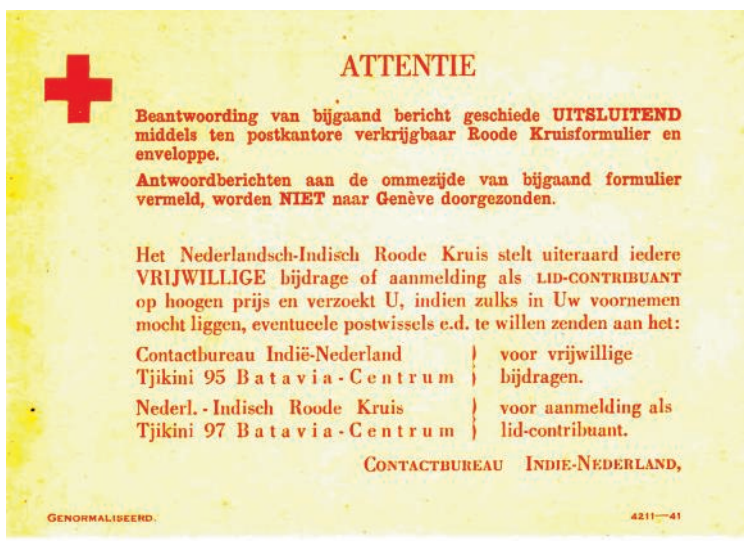 ATTENTIE
Beantwoording van bijgaand bericht geschiede UITSLUITEND
middels ten postkantore verkrijgbaar Roode Kruisformulier en
enveloppe.
Antwoordberichten aan de ommezijde van bijgaand formulier
vermeld, worden NIET naar Genève doorgezonden.
Het Nederlandsch-Indisch Roode Kruis stelt uiteraard iedere
VRIJWILLIGE bijdrage of aanmelding als LID-CONTRIBUANT
op hoogen prijs en verzoekt U, indien zulks in Uw voornemen
mocht liggen, eventueele postwissels e.d. te willen zenden aan het:
Contactbureau Indië-Nederland ) voor vrijwillige
Tjikini 95 Batavia-Centrum ) bijdragen.
Nederl.-Indisch Roode Kruis ) voor aanmelding als
Tjikini 97 Batavia-Centrum ) lid-contribuant.
CONTACTBUREAU INDIE-NEDERLAND,
GENORMALISEERD. 4211—41